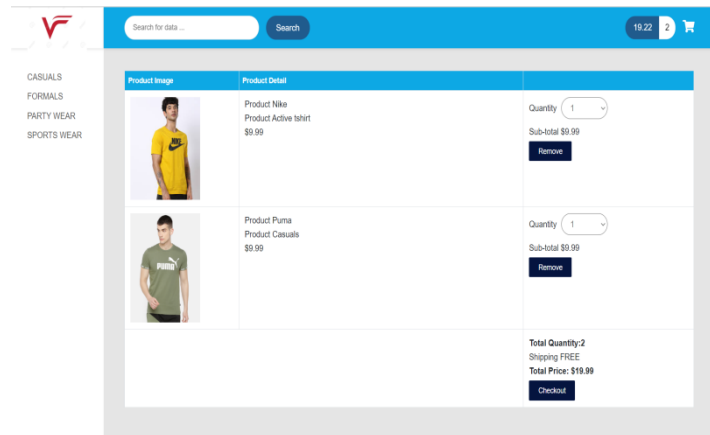 VF
Search for data ...
Search
19.22 2
CASUALS
FORMALS
PARTY WEAR
SPORTS WEAR
Product Image Product Detail
Product Nike
Product Active tshirt
$9.99
Quantity 1
Sub-total $9.99
Remove
NIKE
Product Puma
Product Casuals
$9.99
Quantity 1
Sub-total $9.99
Remove
PUMA
Total Quantity:2
Shipping FREE
Total Price: $19.99
Checkout